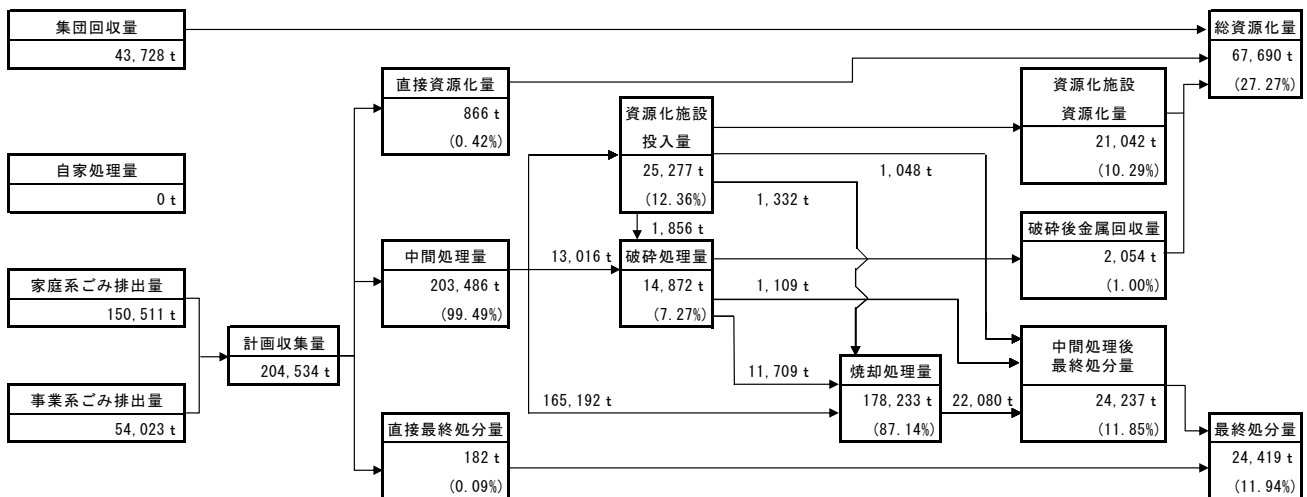 集団回収量
43,728 t
総資源化量
67,690 t
(27.27%)
直接資源化量
866 t
(0.42%)
資源化施設
投入量
25,277 t
(12.36%)
資源化施設
資源化量
21,042 t
(10.29%)
自家処理量
0 t
1,048 t
1,332 t
1,856 t
中間処理量
203,486 t
(99.49%)
13,016 t
破砕処理量
14,872 t
(7.27%)
破砕後金属回収量
2,054 t
(1.00%)
1,109 t
家庭系ごみ排出量
150,511 t
計画収集量
204,534 t
事業系ごみ排出量
54,023 t
11,709 t
165,192 t
焼却処理量
178,233 t
(87.14%)
22,080 t
中間処理後
最終処分量
24,237 t
(11.85%)
直接最終処分量
182 t
(0.09%)
最終処分量
24,419 t
(11.94%)